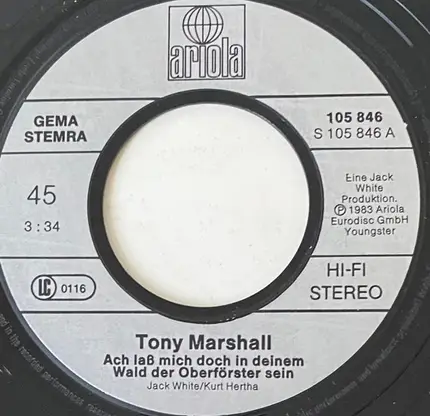 ariola
GEMA
STEMRA
105 846
S 105 846 A
45
3:34
Eine Jack
White
Produktion.
Ⓟ 1983 Ariola
Eurodisc GmbH
Youngster
LC 0116
HI-FI
STEREO
Tony Marshall
Ach laß mich doch in deinem
Wald der Oberförster sein
Jack White/Kurt Hertha